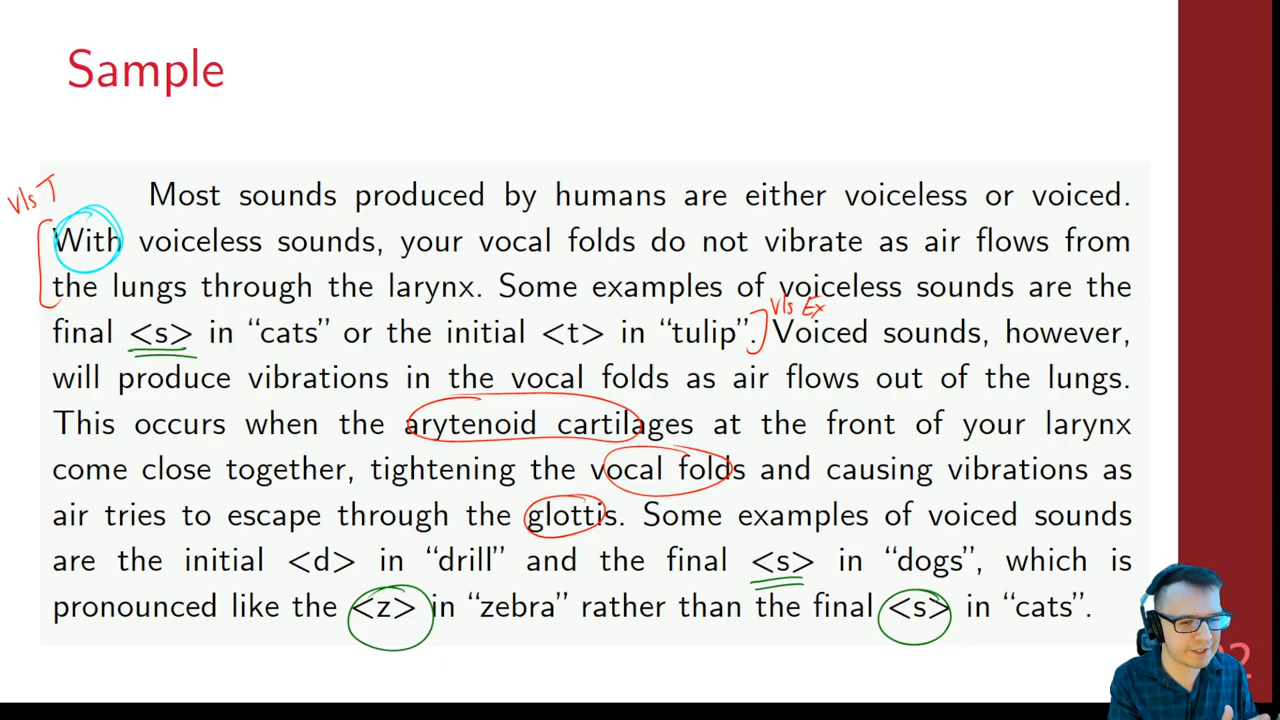 Sample
Vls T
Most sounds produced by humans are either voiceless or voiced.
With voiceless sounds, your vocal folds do not vibrate as air flows from
the lungs through the larynx. Some examples of voiceless sounds are the
Vls Ex
final <s> in “cats” or the initial <t> in “tulip”. Voiced sounds, however,
will produce vibrations in the vocal folds as air flows out of the lungs.
This occurs when the arytenoid cartilages at the front of your larynx
come close together, tightening the vocal folds and causing vibrations as
air tries to escape through the glottis. Some examples of voiced sounds
are the initial <d> in “drill” and the final <s> in “dogs”, which is
pronounced like the <z> in “zebra” rather than the final <s> in “cats”.